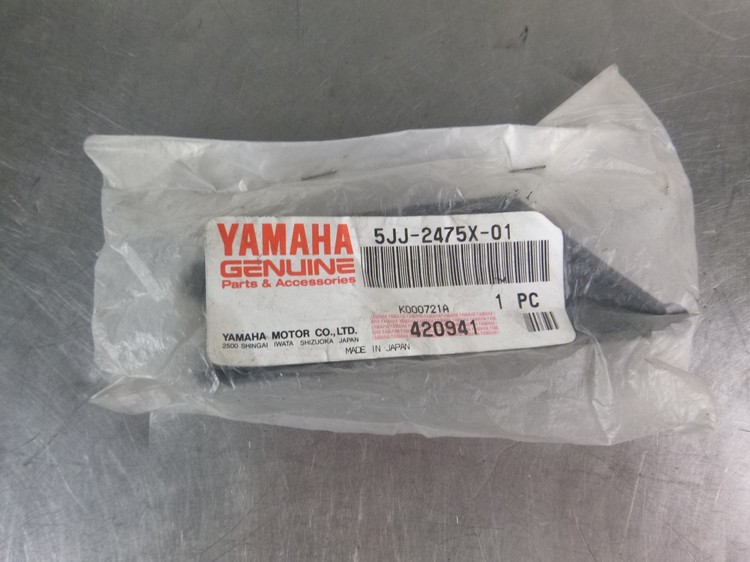 YAMAHA
GENUINE
Parts & Accessories
5JJ-2475X-01
K000721A
1 PC
420941
YAMAHA MOTOR CO.,LTD.
2500 SHINGAI IWATA SHIZUOKA JAPAN
MADE IN JAPAN